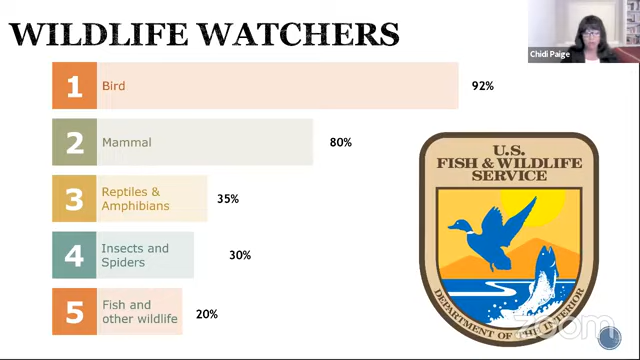 WILDLIFE WATCHERS
Chidi Paige
1 Bird 92%
2 Mammal 80%
3 Reptiles &
Amphibians 35%
4 Insects and
Spiders 30%
5 Fish and
other wildlife 20%
U.S.
FISH & WILDLIFE
SERVICE
DEPARTMENT OF THE INTERIOR
zoom